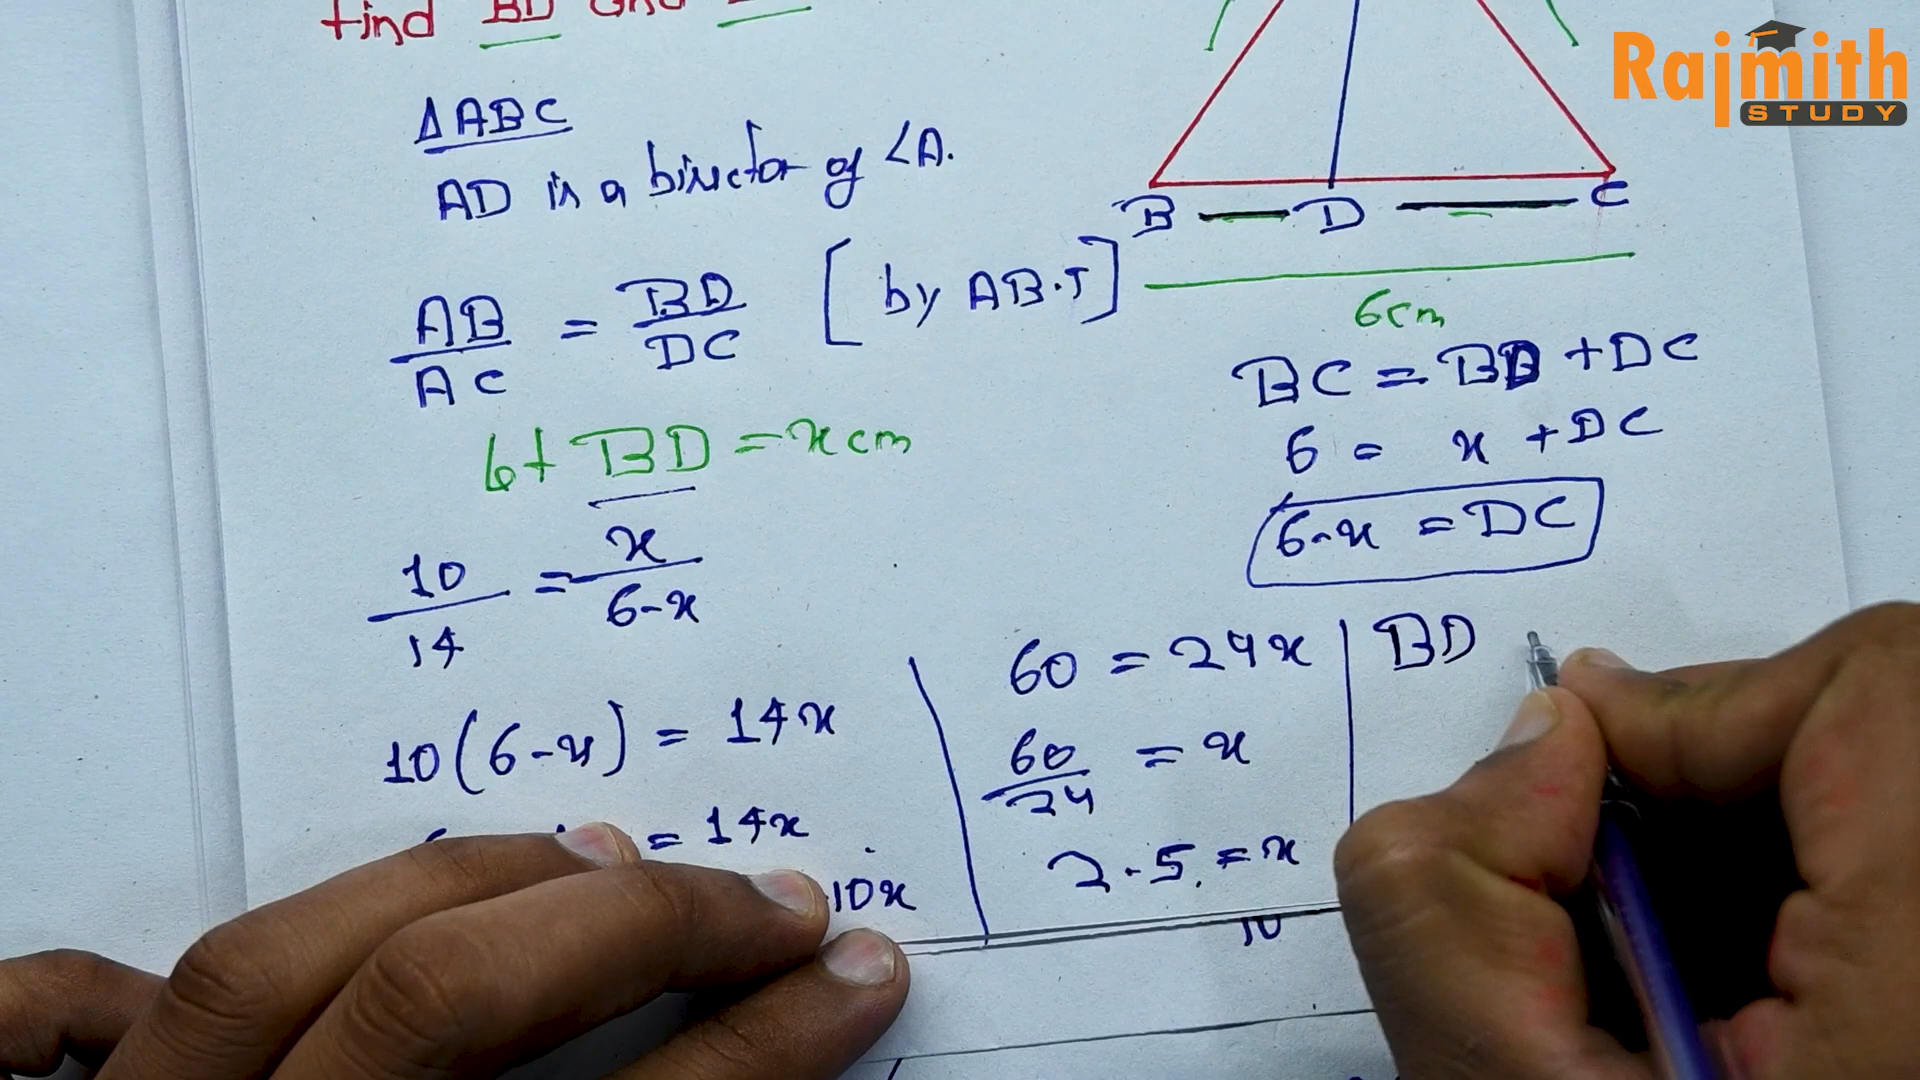 find BD and
ΔABC
AD is a bisector of ∠A.
AB/AC = BD/DC [by AB.T]
let BD = x cm
10/14 = x/6-x
10(6-x) = 14x
= 14x
10x
60 = 24x
60/24 = x
2.5 = x
B D C
6cm
BC = BD + DC
6 = x + DC
6-x = DC
BD
Rajmith
STUDY